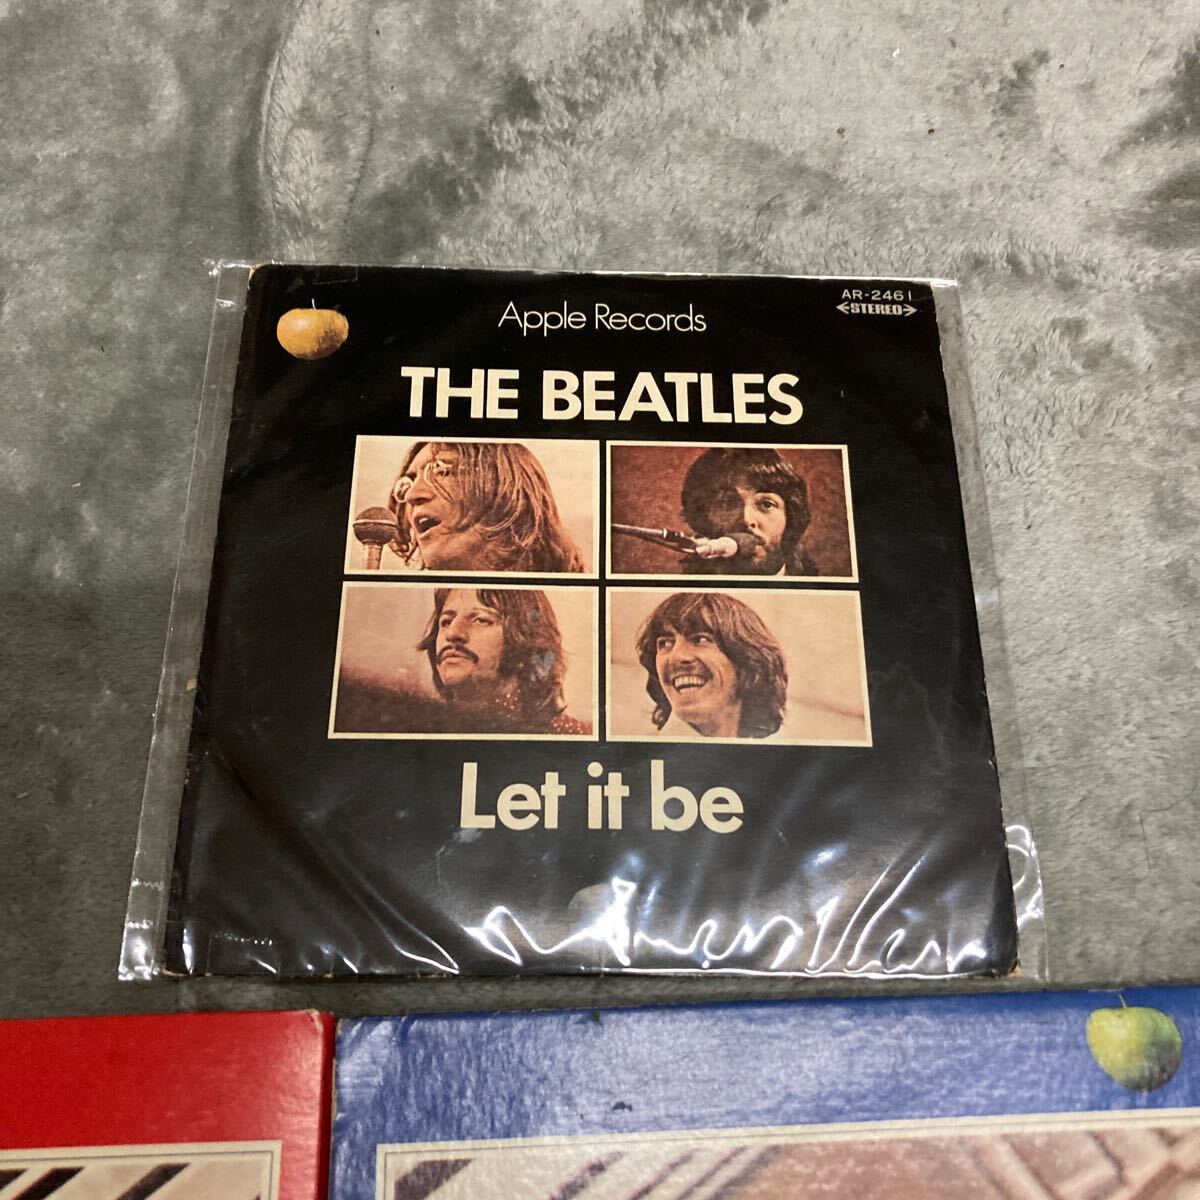 Apple Records
AR-2461
STEREO
THE BEATLES
Let it be